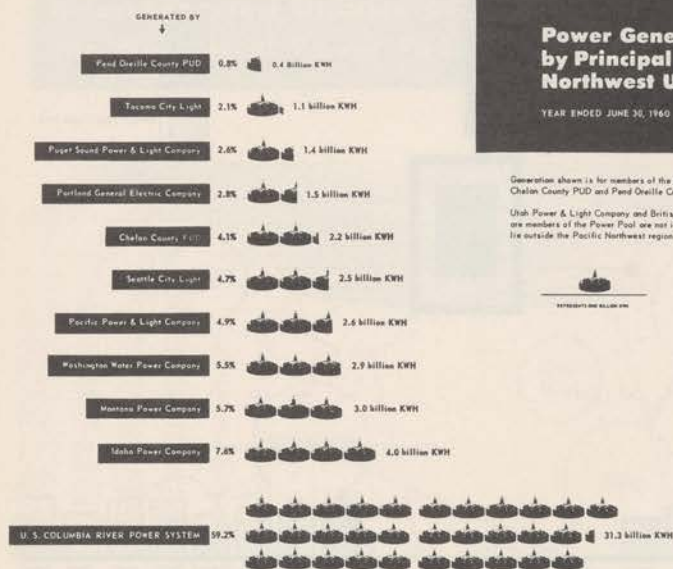 GENERATED BY
Pend Oreille County PUD 0.8% 0.4 Billion KWH
Tacoma City Light 2.1% 1.1 billion KWH
Puget Sound Power & Light Company 2.6% 1.4 billion KWH
Portland General Electric Company 2.8% 1.5 billion KWH
Chelan County PUD 4.1% 2.2 billion KWH
Seattle City Light 4.7% 2.5 billion KWH
Pacific Power & Light Company 4.9% 2.6 billion KWH
Washington Water Power Company 5.5% 2.9 billion KWH
Montana Power Company 5.7% 3.0 billion KWH
Idaho Power Company 7.6% 4.0 billion KWH
U. S. COLUMBIA RIVER POWER SYSTEM 59.2% 31.3 billion KWH
Power Gene
by Principal
Northwest U
YEAR ENDED JUNE 30, 1960
Generation shown is for members of the
Chelan County PUD and Pend Oreille C
Utah Power & Light Company and Britis
are members of the Power Pool are not i
lie outside the Pacific Northwest region
REPRESENTS ONE BILLION KWH